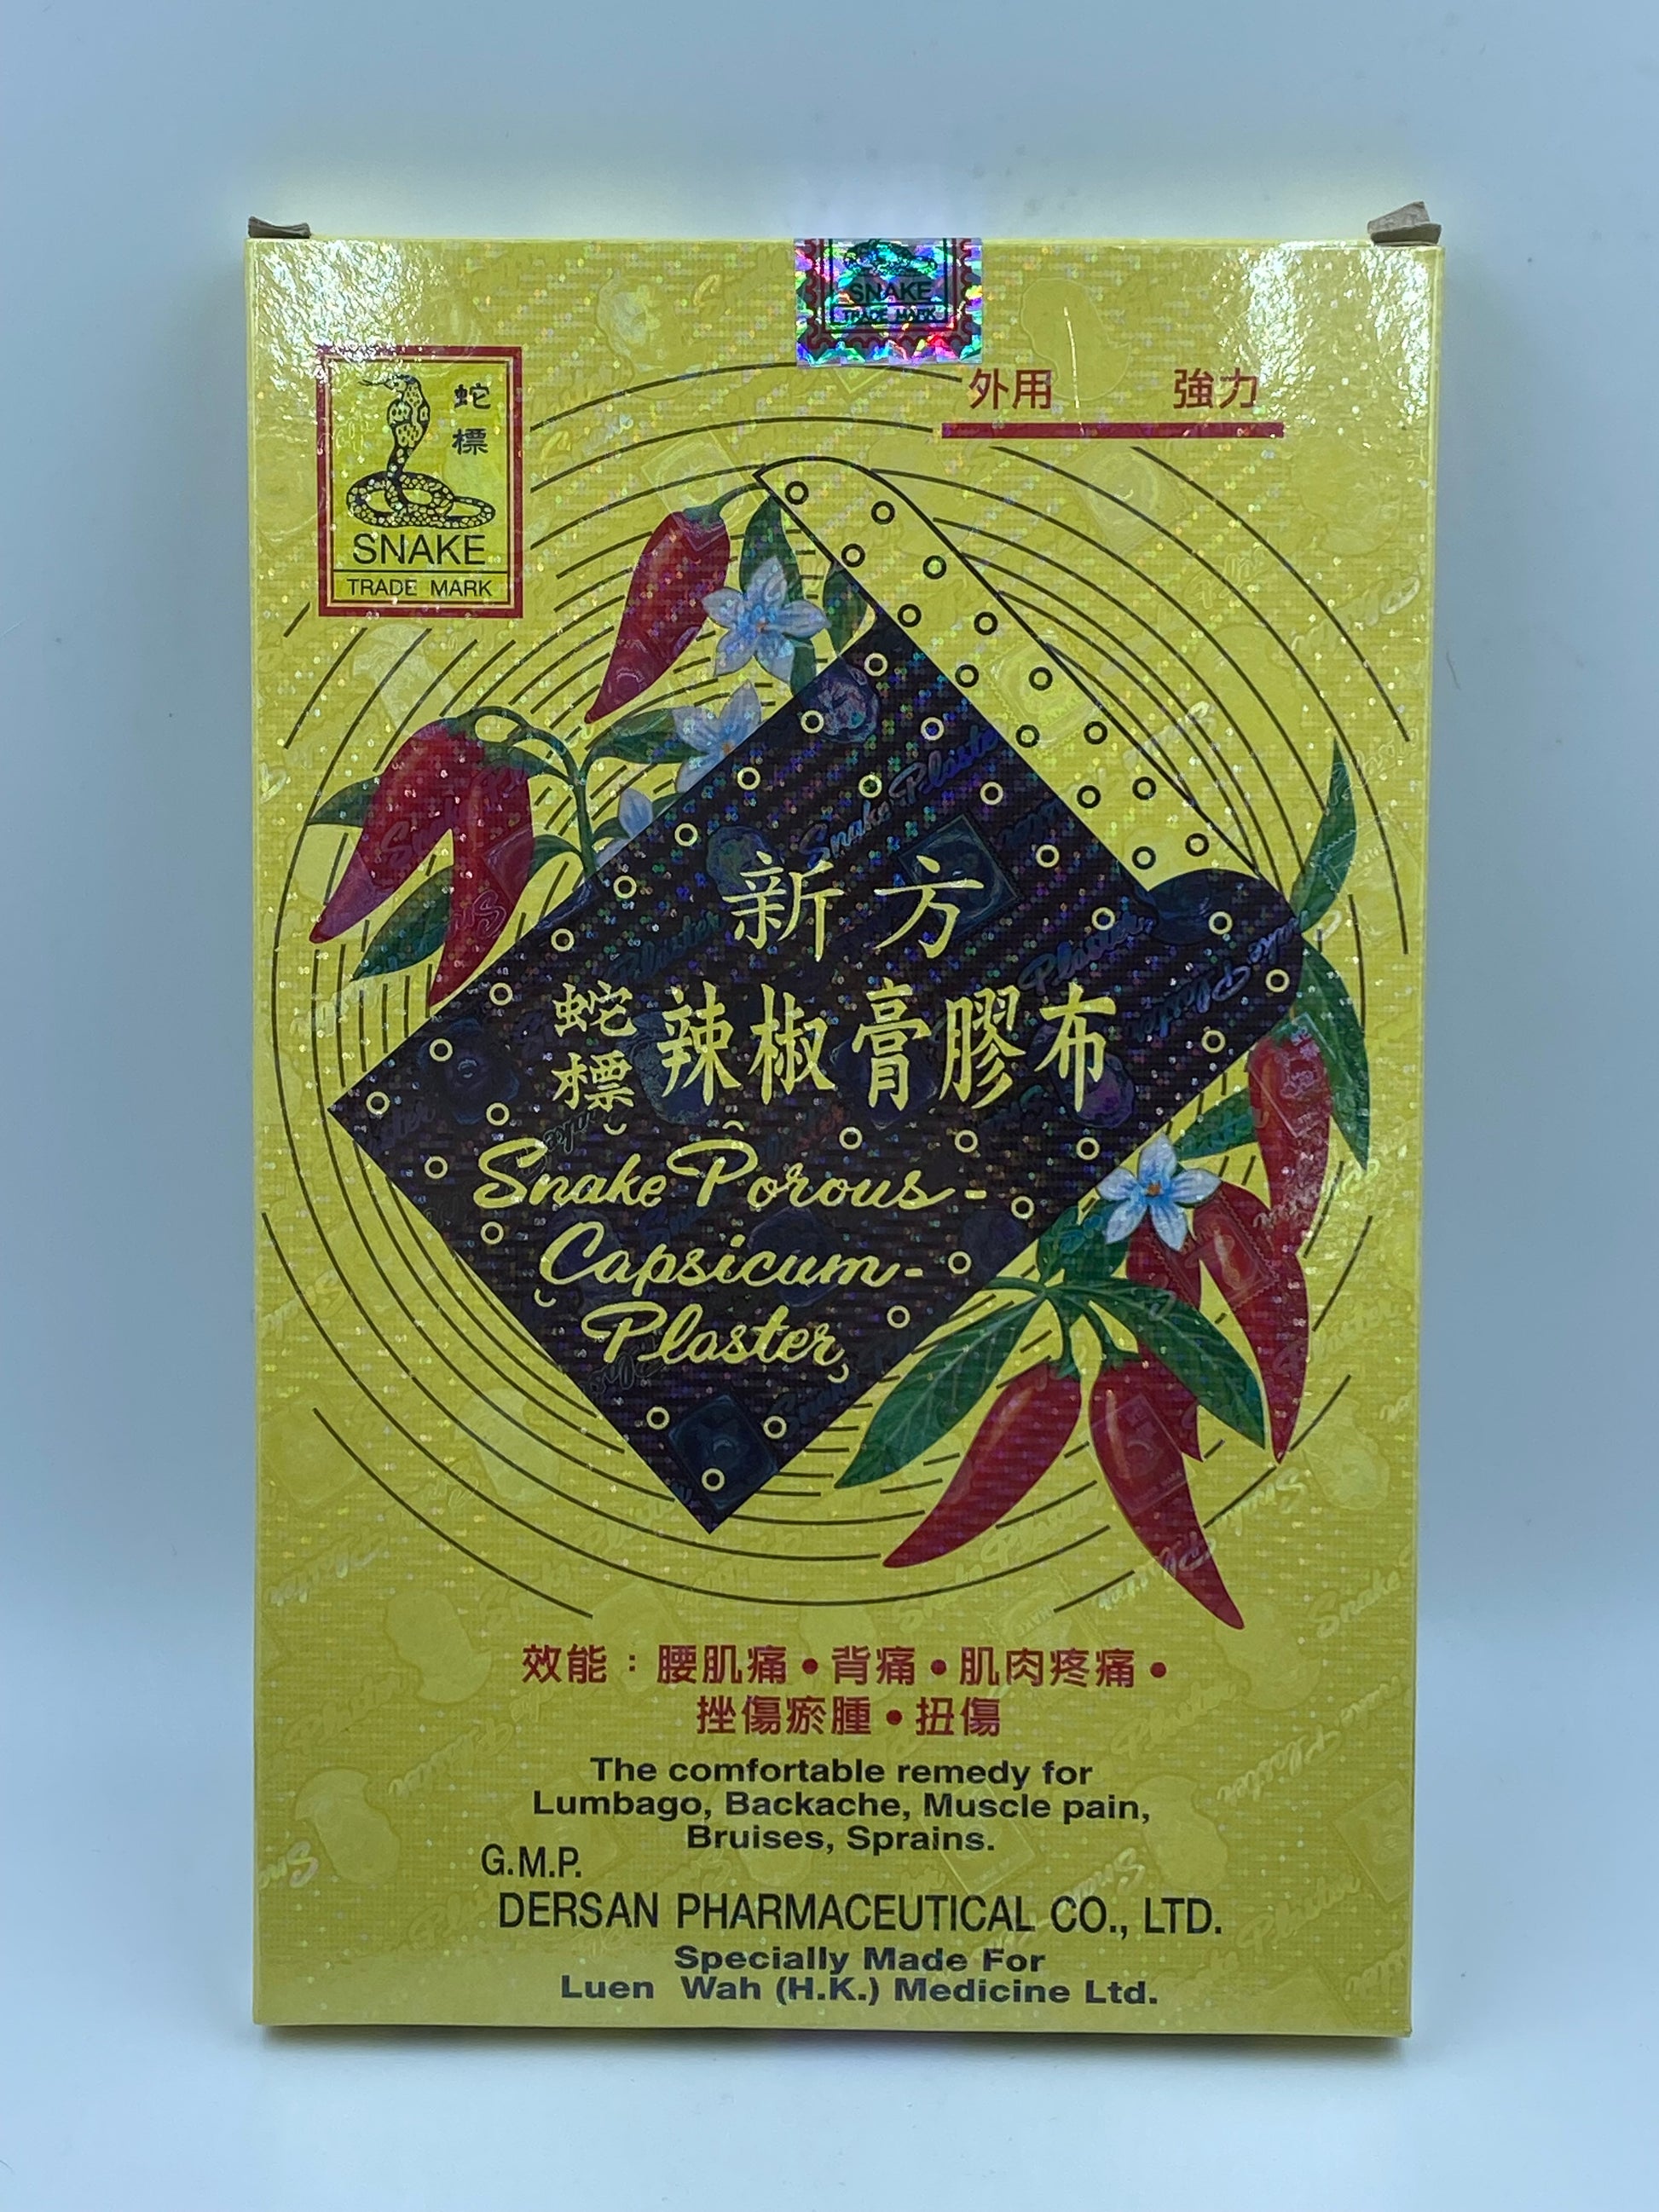 SNAKE
TRADE MARK
外用 強力
蛇
標
SNAKE
TRADE MARK
新方
蛇標 辣椒膏膠布
Snake Porous-
Capsicum-
Plaster
效能：腰肌痛•背痛•肌肉疼痛•
挫傷瘀腫•扭傷
The comfortable remedy for
Lumbago, Backache, Muscle pain,
Bruises, Sprains.
G.M.P.
DERSAN PHARMACEUTICAL CO., LTD.
Specially Made For
Luen Wah (H.K.) Medicine Ltd.